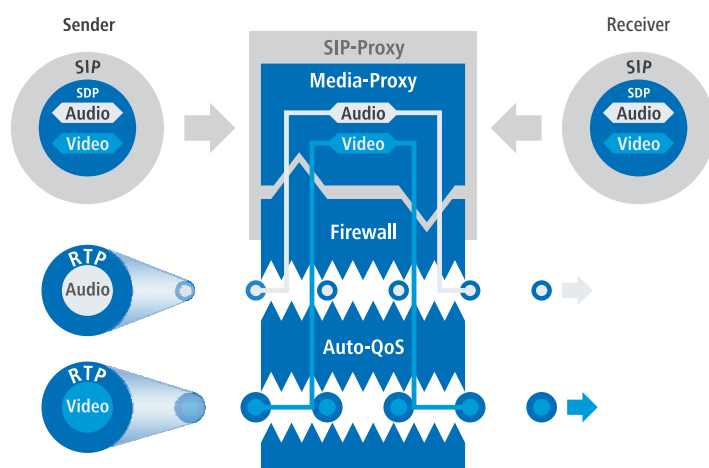 Sender
SIP
SDP
Audio
Video
SIP-Proxy
Media-Proxy
Audio
Video
Firewall
Auto-QoS
Receiver
SIP
SDP
Audio
Video
RTP
Audio
RTP
Video